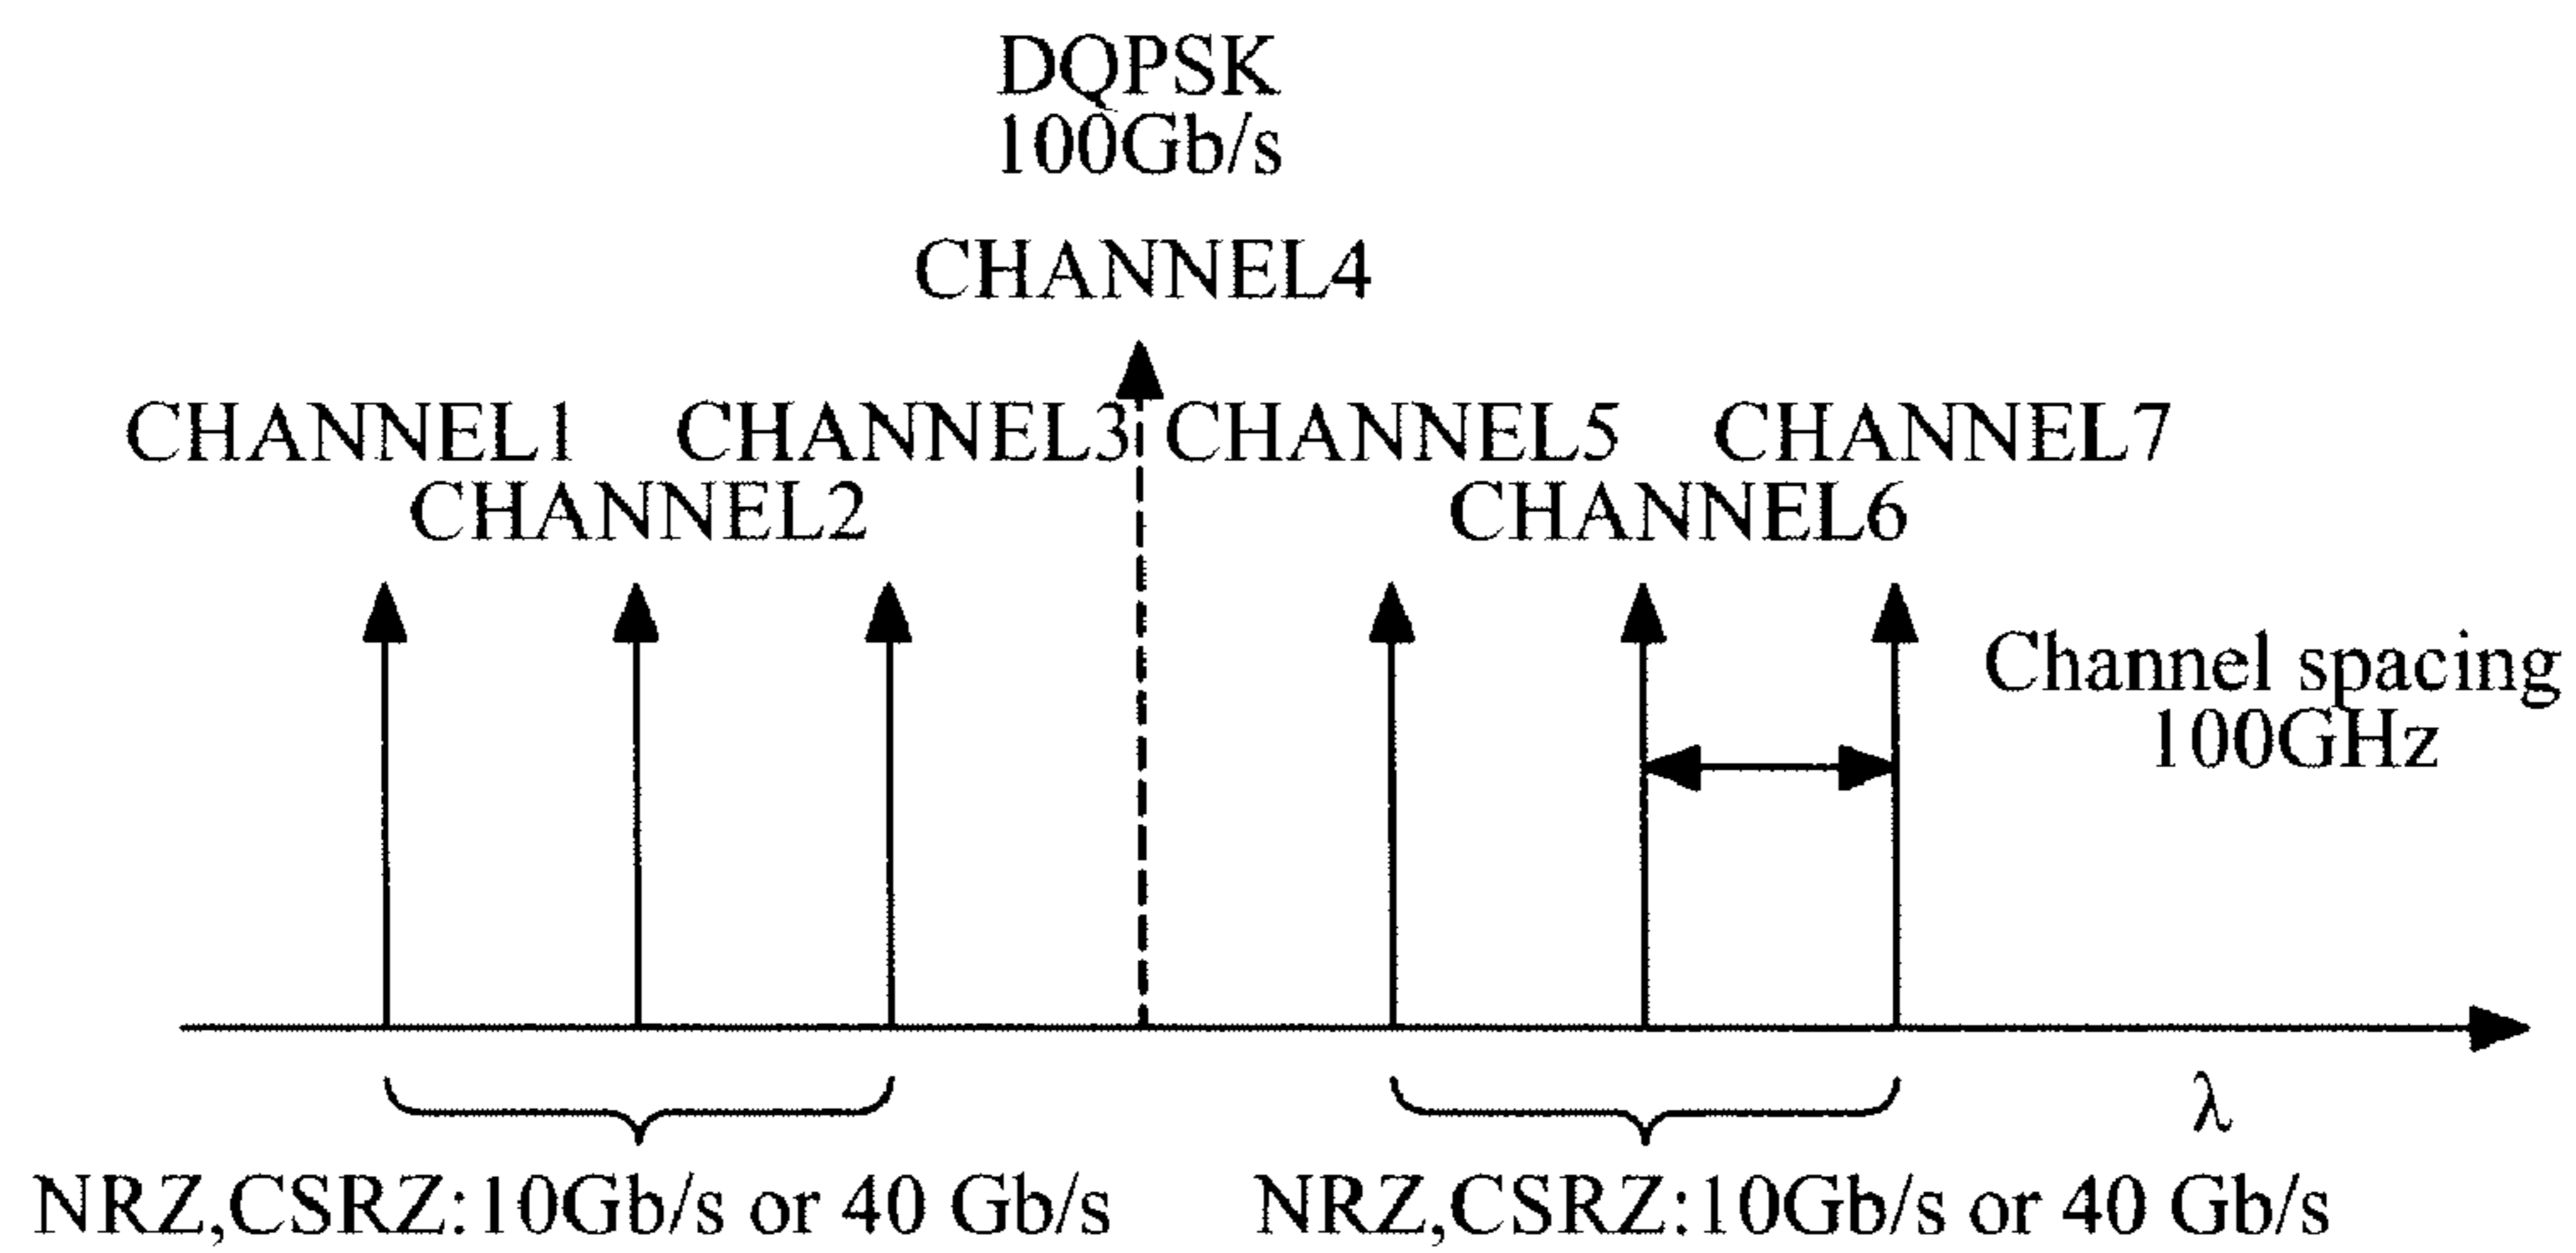 DQPSK
100Gb/s
CHANNEL4
CHANNEL1 CHANNEL3 CHANNEL5 CHANNEL7
CHANNEL2 CHANNEL6
Channel spacing
100GHz
λ
NRZ,CSRZ:10Gb/s or 40 Gb/s NRZ,CSRZ:10Gb/s or 40 Gb/s